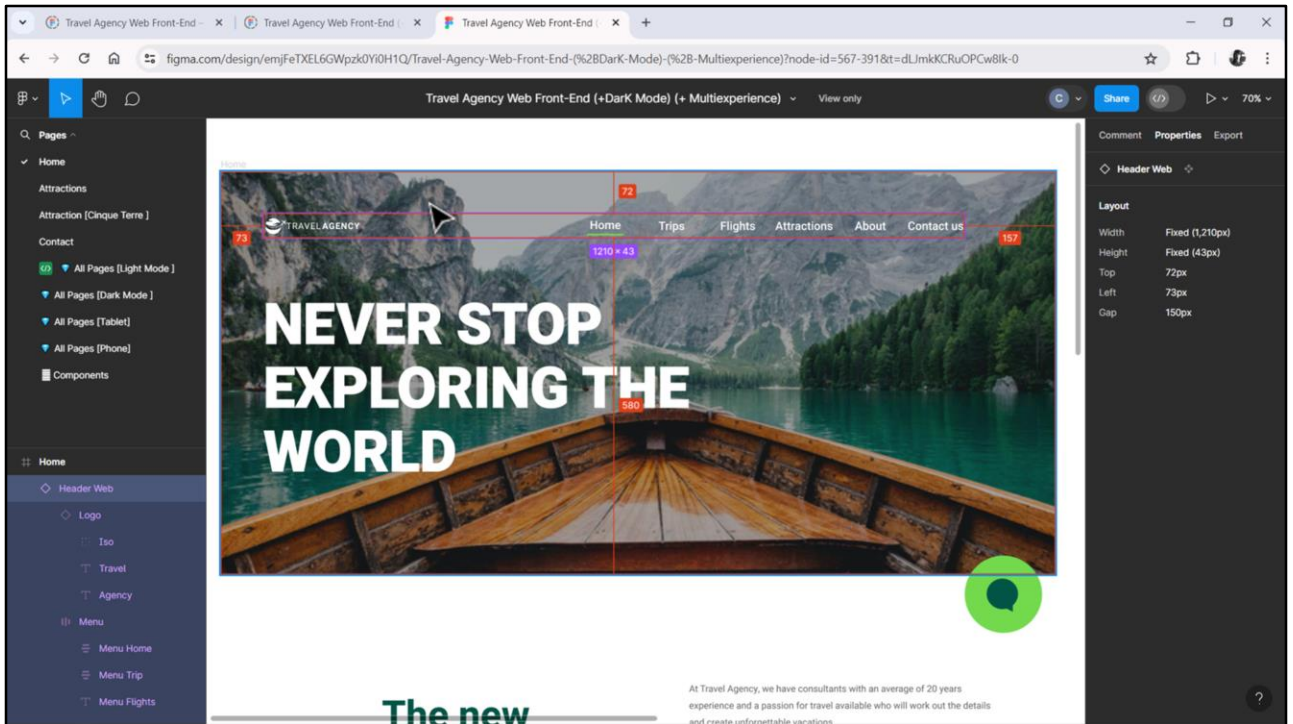 Travel Agency Web Front-End –
Travel Agency Web Front-End (
Travel Agency Web Front-End (
figma.com/design/emjFeTXEL6GWpzk0Yi0H1Q/Travel-Agency-Web-Front-End-(%2BDarK-Mode)-(%2B-Multiexperience)?node-id=567-391&t=dLJmkKCRuOPCw8Ik-0
Travel Agency Web Front-End (+DarK Mode) (+ Multiexperience)
View only
C
Share
70%
Pages
Home
Attractions
Attraction [Cinque Terre ]
Contact
All Pages [Light Mode ]
All Pages [Dark Mode ]
All Pages [Tablet]
All Pages [Phone]
Components
Home
Header Web
Logo
Iso
Travel
Agency
Menu
Menu Home
Menu Trip
Menu Flights
Home
72
TRAVELAGENCY
Home Trips Flights Attractions About Contact us
73
157
1210 × 43
NEVER STOP
EXPLORING THE
WORLD
580
The new
At Travel Agency, we have consultants with an average of 20 years
experience and a passion for travel available who will work out the details
and create unforgettable vacations.
Comment Properties Export
Header Web
Layout
Width Fixed (1,210px)
Height Fixed (43px)
Top 72px
Left 73px
Gap 150px
?